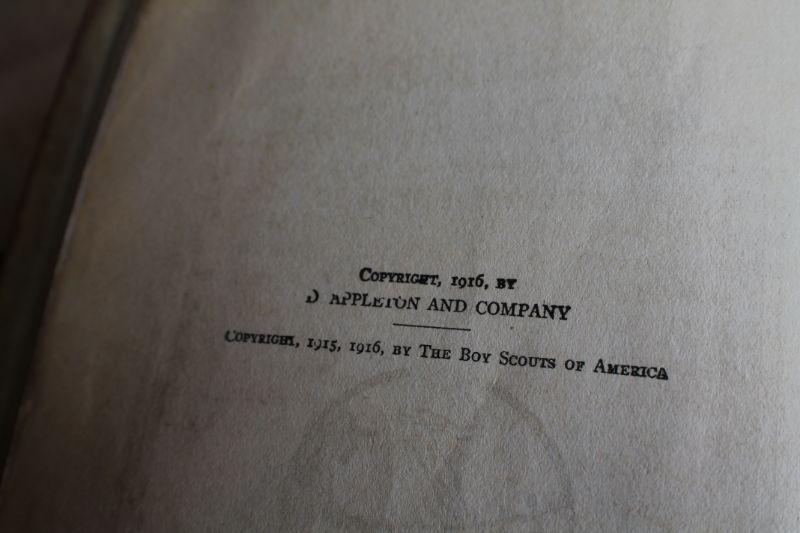 COPYRIGHT, 1916, BY
D APPLETON AND COMPANY
COPYRIGHT, 1915, 1916, BY THE BOY SCOUTS OF AMERICA